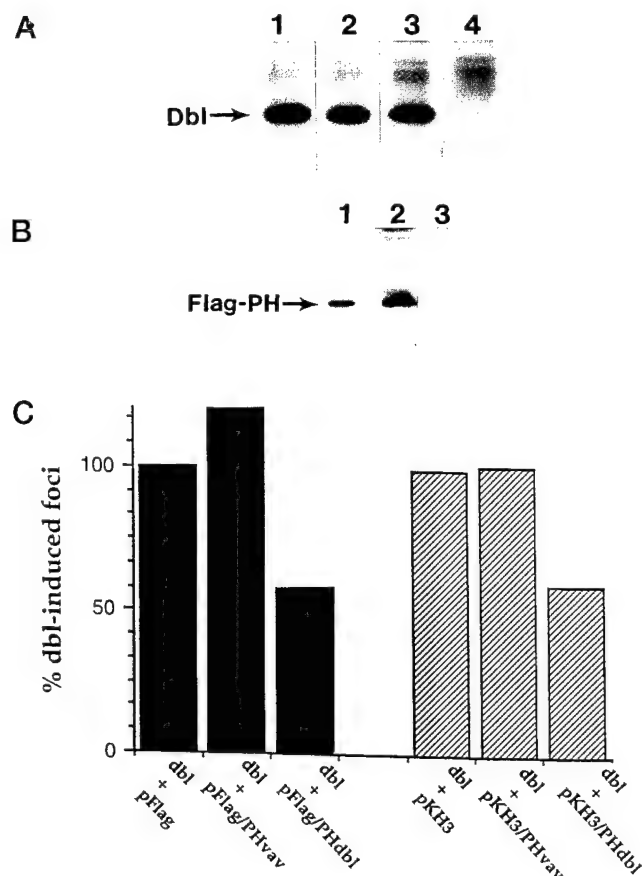 A
1 2 3 4
Dbl
B
1 2 3
Flag-PH
C
% dbl-induced foci
100
50
0
dbl
+
pFlag
dbl
+
pFlag/PHvav
dbl
+
pFlag/PHdbl
dbl
+
pKH3
dbl
+
pKH3/PHvav
dbl
+
pKH3/PHdbl